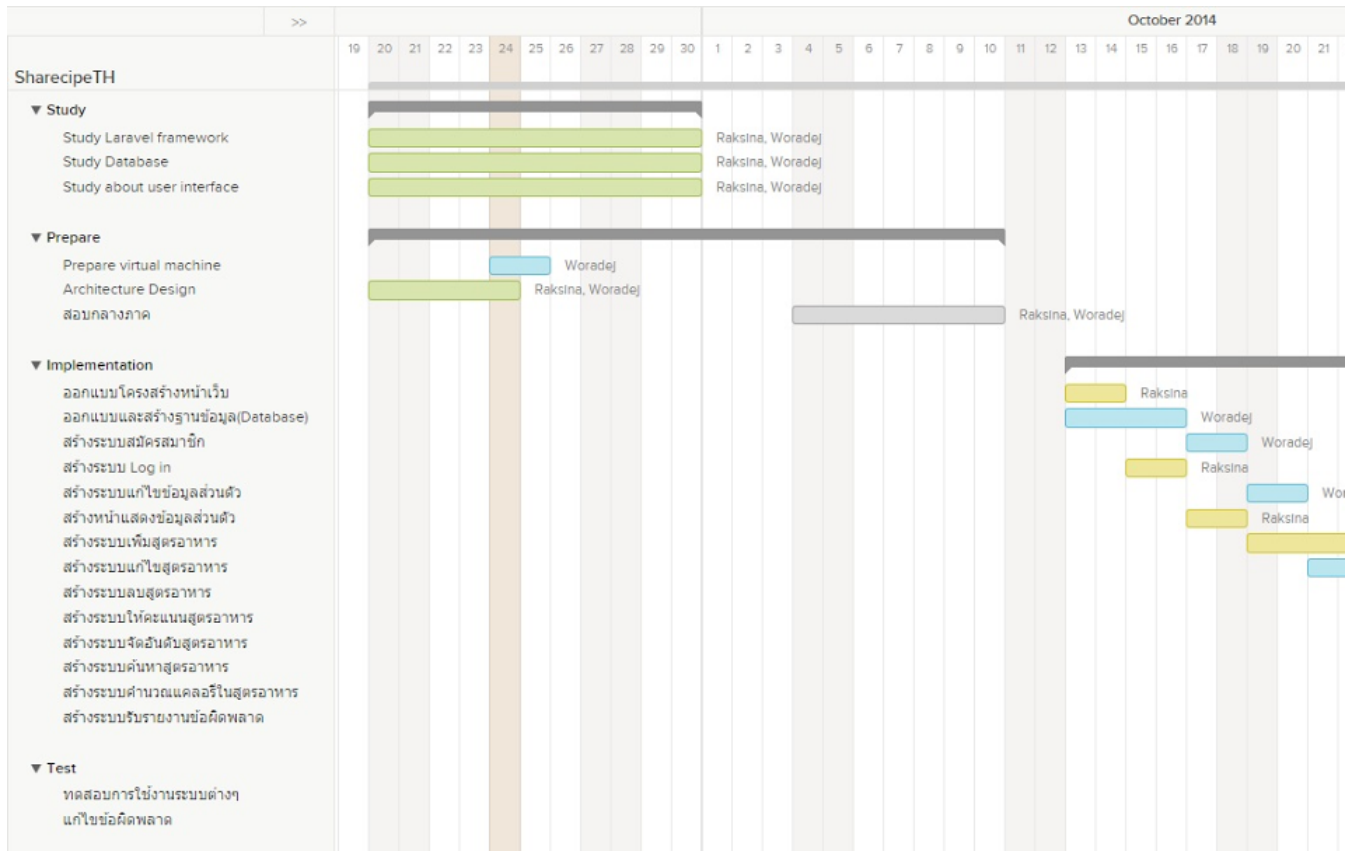 >>
October 2014
19 20 21 22 23 24 25 26 27 28 29 30 1 2 3 4 5 6 7 8 9 10 11 12 13 14 15 16 17 18 19 20 21
SharecipeTH
▼ Study
Study Laravel framework Raksina, Woradej
Study Database Raksina, Woradej
Study about user interface Raksina, Woradej
▼ Prepare
Prepare virtual machine Woradej
Architecture Design Raksina, Woradej
สอบกลางภาค Raksina, Woradej
▼ Implementation
ออกแบบโครงสร้างหน้าเว็บ Raksina
ออกแบบและสร้างฐานข้อมูล(Database) Woradej
สร้างระบบสมัครสมาชิก Woradej
สร้างระบบ Log in Raksina
สร้างระบบแก้ไขข้อมูลส่วนตัว Wor
สร้างหน้าแสดงข้อมูลส่วนตัว Raksina
สร้างระบบเพิ่มสูตรอาหาร
สร้างระบบแก้ไขสูตรอาหาร
สร้างระบบลบสูตรอาหาร
สร้างระบบให้คะแนนสูตรอาหาร
สร้างระบบจัดอันดับสูตรอาหาร
สร้างระบบค้นหาสูตรอาหาร
สร้างระบบคำนวณแคลอรีในสูตรอาหาร
สร้างระบบรับรายงานข้อผิดพลาด
▼ Test
ทดสอบการใช้งานระบบต่างๆ
แก้ไขข้อผิดพลาด